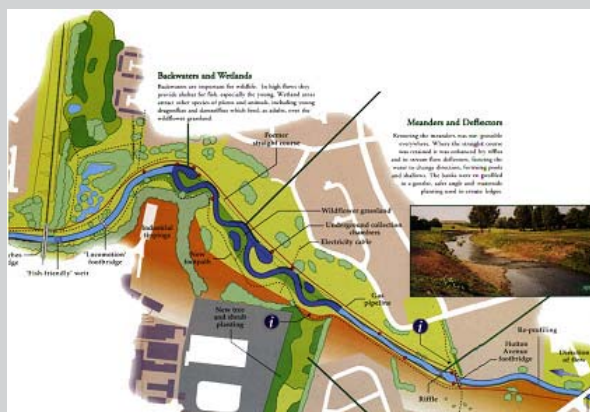 Backwaters and Wetlands
Backwaters are important for wildlife. In high flows they
provide shelter for fish, especially the young. Wetland areas
attract other species of plants and animals, including young
dragonflies and damselflies which feed, as adults, over the
wildflower grassland.
Meanders and Deflectors
Restoring the meanders was not possible
everywhere. Where the straight course
was retained it was enhanced by riffles
and in-stream flow deflectors, forcing the
water to change direction, forming pools
and shallows. The banks were re-profiled
to a gentler, safer angle and
planting used to create ledges.
Former
straight course
Wildflower grassland
Underground collection
chambers
Electricity cable
Industrial
tippings
New
footpath
'Locomotion'
footbridge
'Fish-friendly' weir
Gas
pipeline
New tree
and shrub
planting
i
i
Re-profiling
Hutton
Avenue
footbridge
Direction
of flow
Riffle